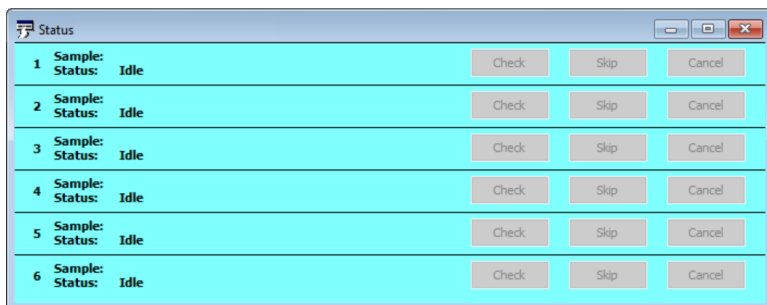 Status
1 Sample: Check Skip Cancel
Status: Idle
2 Sample: Check Skip Cancel
Status: Idle
3 Sample: Check Skip Cancel
Status: Idle
4 Sample: Check Skip Cancel
Status: Idle
5 Sample: Check Skip Cancel
Status: Idle
6 Sample: Check Skip Cancel
Status: Idle